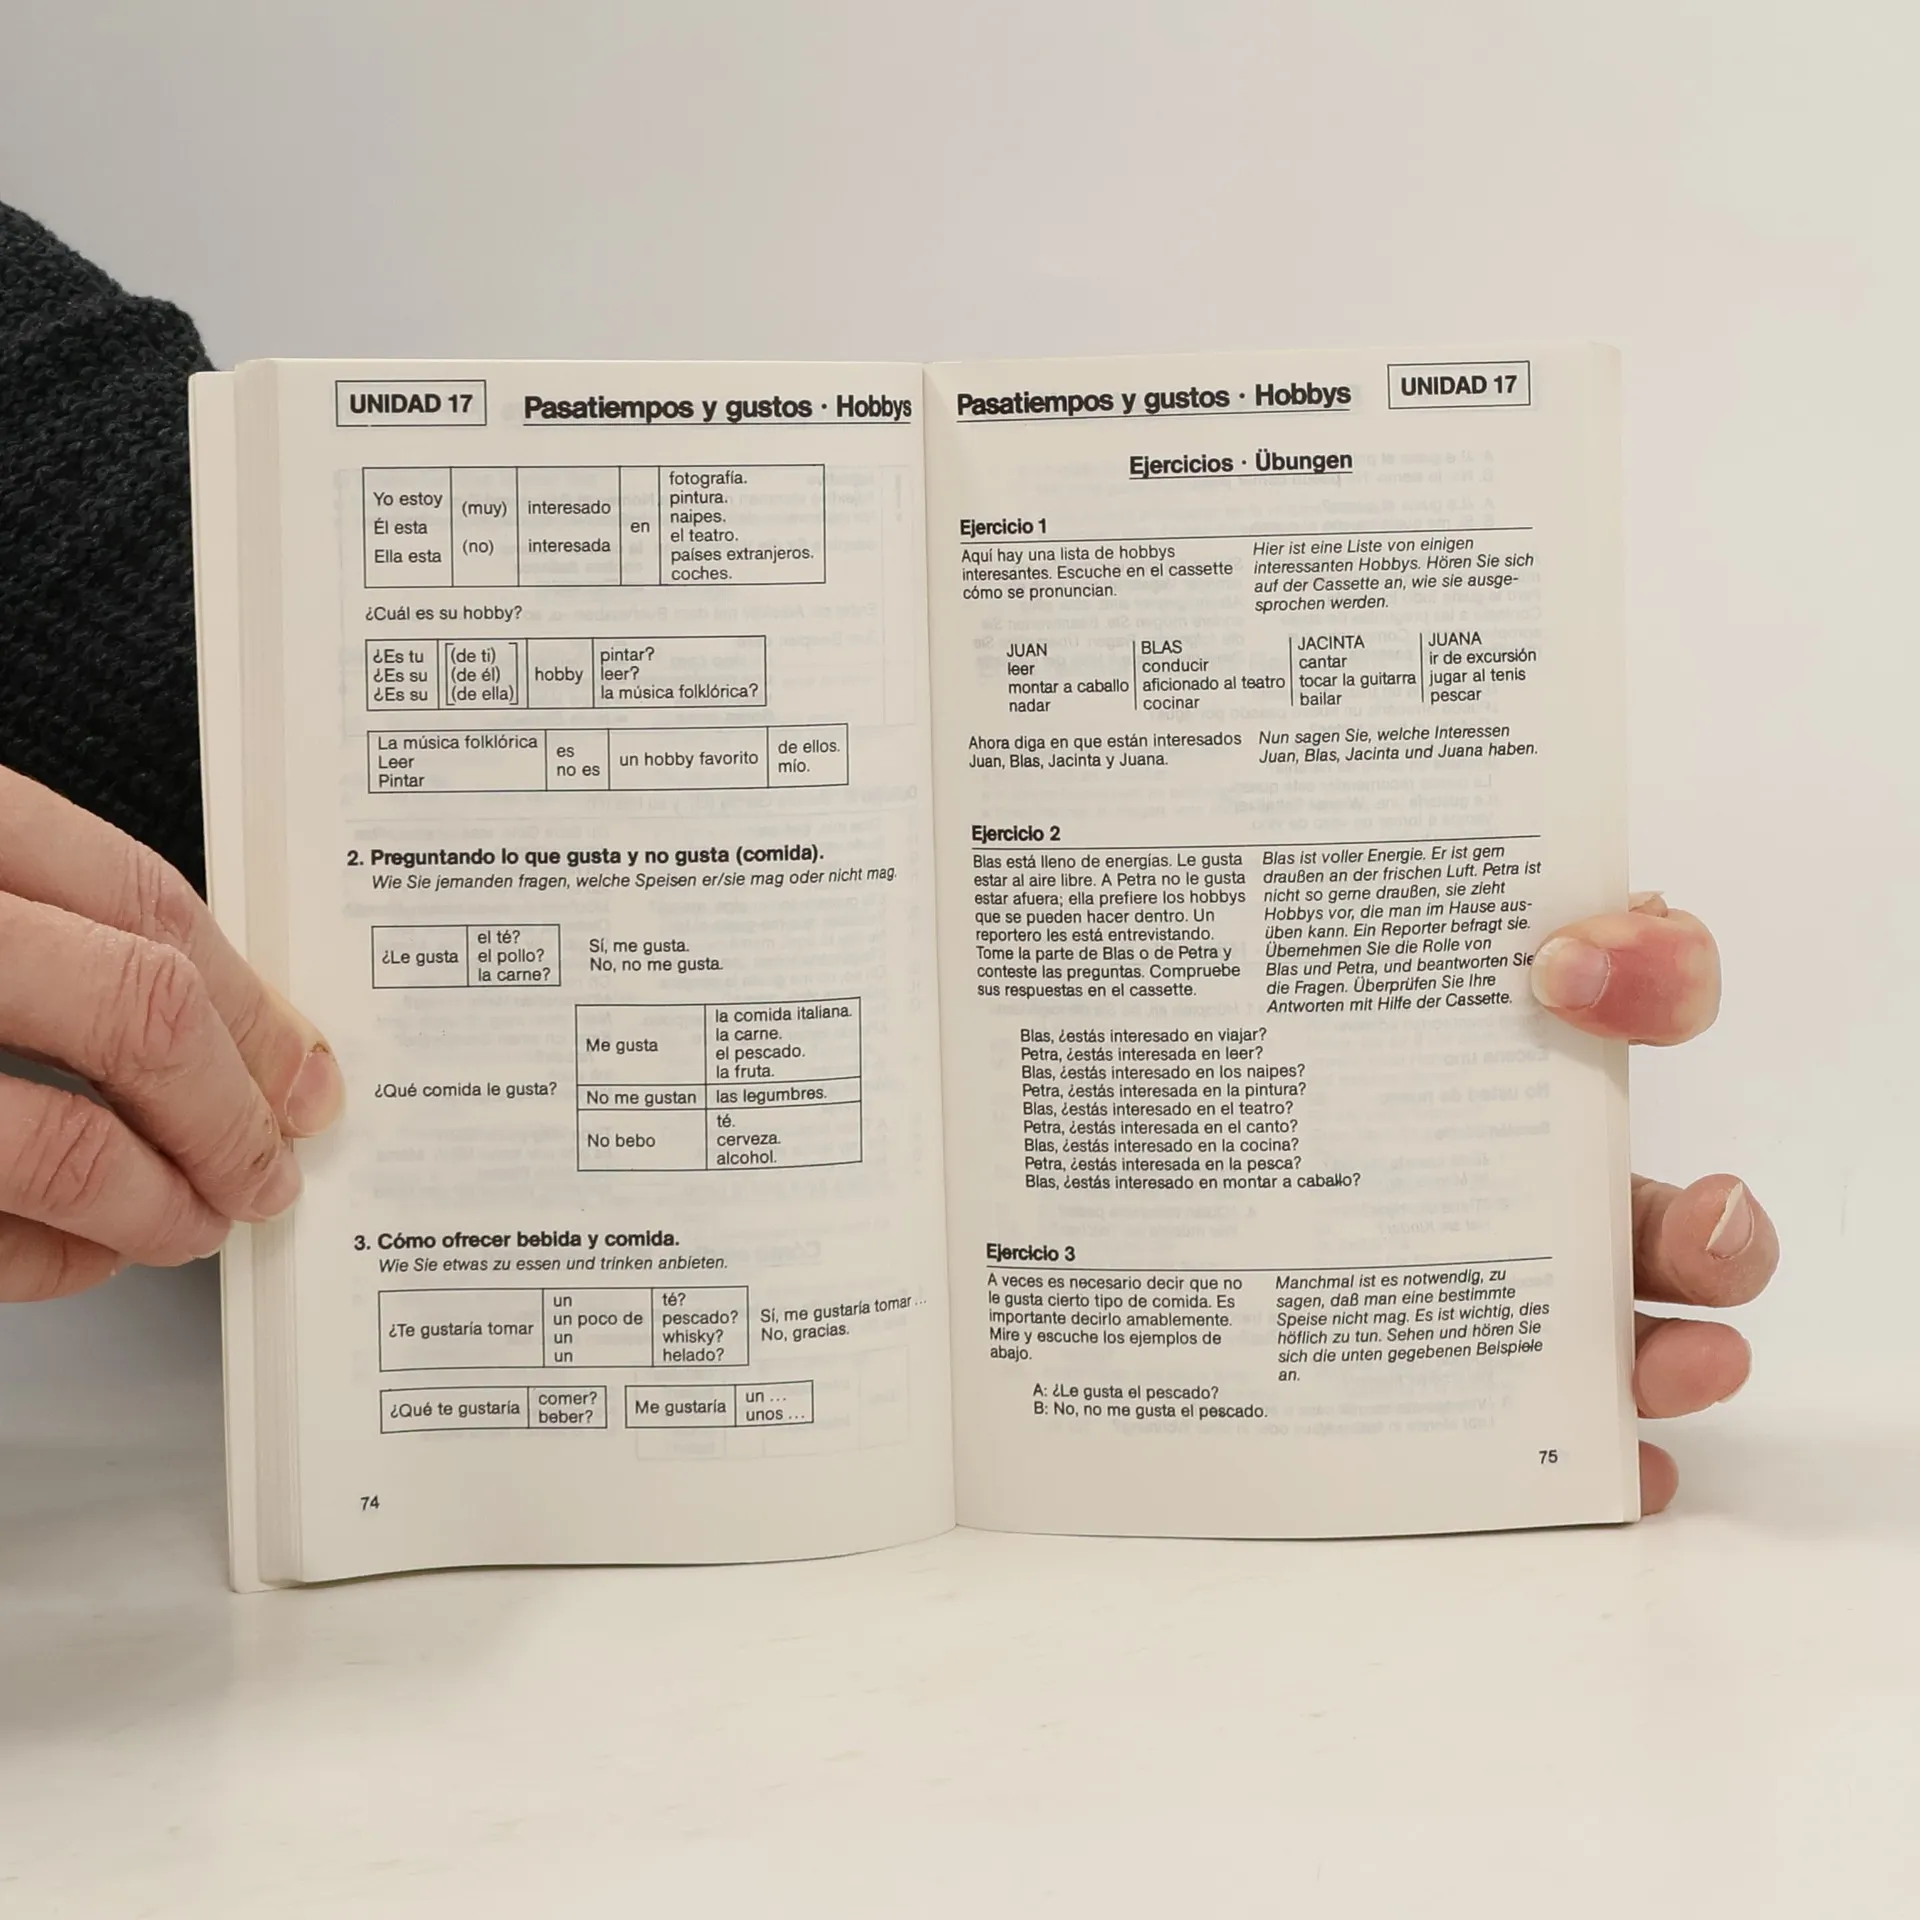 UNIDAD 17
Pasatiempos y gustos · Hobbys
Yo estoy
Él esta
Ella esta
(muy)
(no)
interesado
interesada
en
fotografía.
pintura.
naipes.
el teatro.
países extranjeros.
coches.
¿Cuál es su hobby?
¿Es tu
¿Es su
¿Es su
(de ti)
(de él)
(de ella)
hobby
pintar?
leer?
la música folklórica?
La música folklórica
Leer
Pintar
es
no es
un hobby favorito
de ellos.
mío.
2. Preguntando lo que gusta y no gusta (comida).
Wie Sie jemanden fragen, welche Speisen er/sie mag oder nicht mag.
¿Le gusta
el té?
el pollo?
la carne?
Sí, me gusta.
No, no me gusta.
¿Qué comida le gusta?
Me gusta
la comida italiana.
la carne.
el pescado.
la fruta.
No me gustan
las legumbres.
No bebo
té.
cerveza.
alcohol.
3. Cómo ofrecer bebida y comida.
Wie Sie etwas zu essen und trinken anbieten.
¿Te gustaría tomar
un
un poco de
un
un
té?
pescado?
whisky?
helado?
Sí, me gustaría tomar ...
No, gracias.
¿Qué te gustaría
comer?
beber?
Me gustaría
un ...
unos ...
74
Pasatiempos y gustos · Hobbys
UNIDAD 17
Ejercicios · Übungen
Ejercicio 1
Aquí hay una lista de hobbys
interesantes. Escuche en el cassette
cómo se pronuncian.
Hier ist eine Liste von einigen
interessanten Hobbys. Hören Sie sich
auf der Cassette an, wie sie ausge-
sprochen werden.
JUAN
leer
montar a caballo
nadar
BLAS
conducir
aficionado al teatro
cocinar
JACINTA
cantar
tocar la guitarra
bailar
JUANA
ir de excursión
jugar al tenis
pescar
Ahora diga en que están interesados
Juan, Blas, Jacinta y Juana.
Nun sagen Sie, welche Interessen
Juan, Blas, Jacinta und Juana haben.
Ejercicio 2
Blas está lleno de energías. Le gusta
estar al aire libre. A Petra no le gusta
estar afuera; ella prefiere los hobbys
que se pueden hacer dentro. Un
reportero les está entrevistando.
Tome la parte de Blas o de Petra y
conteste las preguntas. Compruebe
sus respuestas en el cassette.
Blas ist voller Energie. Er ist gern
draußen an der frischen Luft. Petra ist
nicht so gerne draußen, sie zieht
Hobbys vor, die man im Hause aus-
üben kann. Ein Reporter befragt sie.
Übernehmen Sie die Rolle von
Blas und Petra, und beantworten Sie
die Fragen. Überprüfen Sie Ihre
Antworten mit Hilfe der Cassette.
Blas, ¿estás interesado en viajar?
Petra, ¿estás interesada en leer?
Blas, ¿estás interesado en los naipes?
Petra, ¿estás interesada en la pintura?
Blas, ¿estás interesado en el teatro?
Petra, ¿estás interesada en el canto?
Blas, ¿estás interesado en la cocina?
Petra, ¿estás interesada en la pesca?
Blas, ¿estás interesado en montar a caballo?
Ejercicio 3
A veces es necesario decir que no
le gusta cierto tipo de comida. Es
importante decirlo amablemente.
Mire y escuche los ejemplos de
abajo.
Manchmal ist es notwendig, zu
sagen, daß man eine bestimmte
Speise nicht mag. Es ist wichtig, dies
höflich zu tun. Sehen und hören Sie
sich die unten gegebenen Beispiele
an.
A: ¿Le gusta el pescado?
B: No, no me gusta el pescado.
75